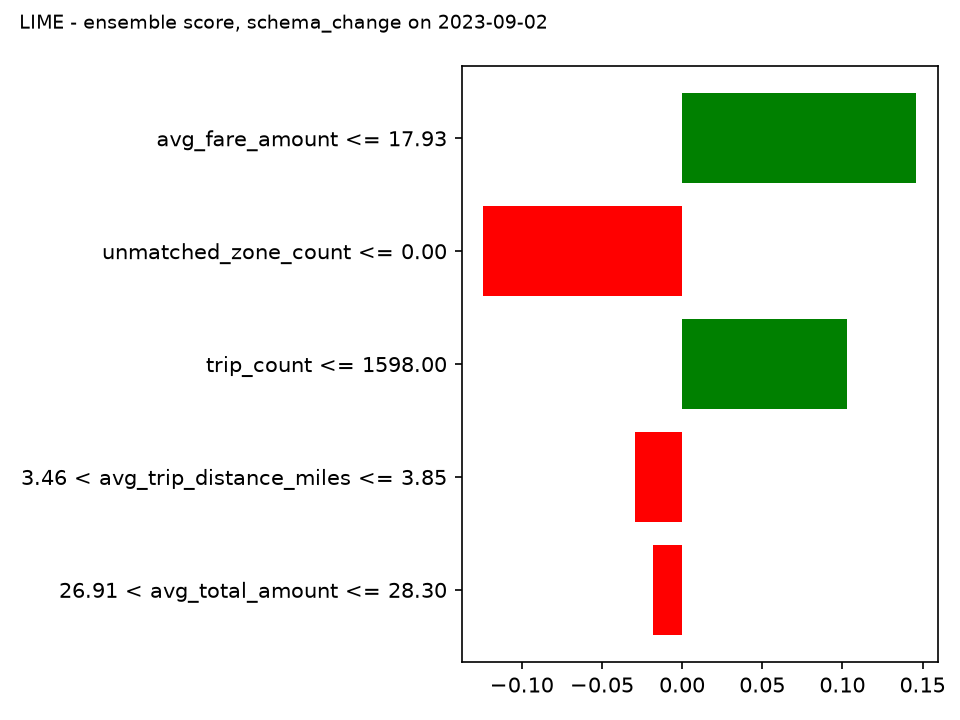 LIME - ensemble score, schema_change on 2023-09-02
avg_fare_amount <= 17.93
unmatched_zone_count <= 0.00
trip_count <= 1598.00
3.46 < avg_trip_distance_miles <= 3.85
26.91 < avg_total_amount <= 28.30
−0.10 −0.05 0.00 0.05 0.10 0.15